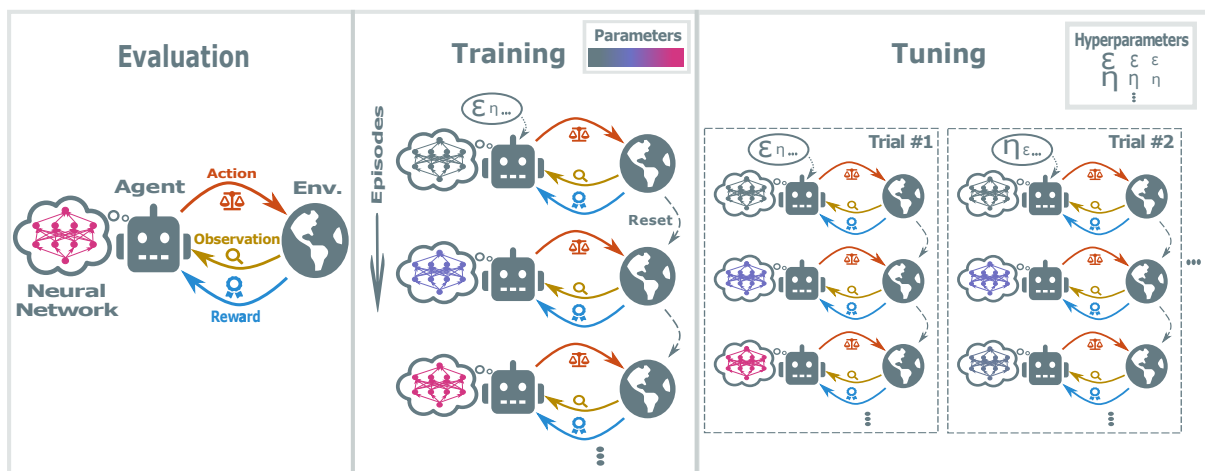 Evaluation
Agent
Action
Env.
Observation
Neural
Network
Reward
Training
Parameters
Episodes
ε η ...
Reset
Tuning
Hyperparameters
ε ε ε
η η η
Trial #1
ε η ...
Trial #2
η ε ...